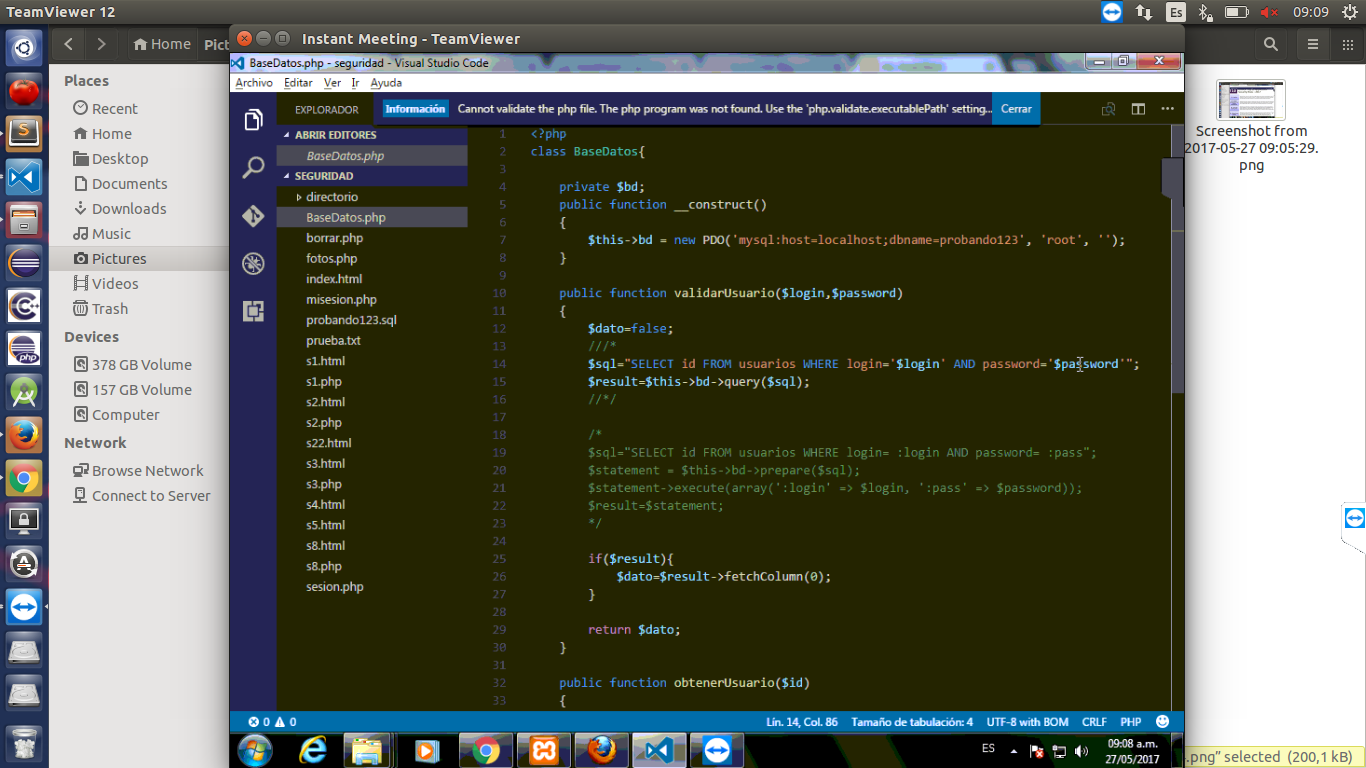 TeamViewer 12
Es
09:09
Home
Pict
Instant Meeting - TeamViewer
BaseDatos.php - seguridad - Visual Studio Code
Archivo Editar Ver Ir Ayuda
Places
Recent
Home
Desktop
Documents
Downloads
Music
Pictures
Videos
Trash
Devices
378 GB Volume
157 GB Volume
Computer
Network
Browse Network
Connect to Server
EXPLORADOR
Información Cannot validate the php file. The php program was not found. Use the 'php.validate.executablePath' setting... Cerrar
ABRIR EDITORES
BaseDatos.php
SEGURIDAD
directorio
BaseDatos.php
borrar.php
fotos.php
index.html
misesion.php
probando123.sql
prueba.txt
s1.html
s1.php
s2.html
s2.php
s22.html
s3.html
s3.php
s4.html
s5.html
s8.html
s8.php
sesion.php
1 <?php
2 class BaseDatos{
3
4 private $bd;
5 public function __construct()
6 {
7 $this->bd = new PDO('mysql:host=localhost;dbname=probando123', 'root', '');
8 }
9
10 public function validarUsuario($login,$password)
11 {
12 $dato=false;
13 ///*
14 $sql="SELECT id FROM usuarios WHERE login='$login' AND password='$password'";
15 $result=$this->bd->query($sql);
16 //*/
17
18 /*
19 $sql="SELECT id FROM usuarios WHERE login= :login AND password= :pass";
20 $statement = $this->bd->prepare($sql);
21 $statement->execute(array(':login' => $login, ':pass' => $password));
22 $result=$statement;
23 */
24
25 if($result){
26 $dato=$result->fetchColumn(0);
27 }
28
29 return $dato;
30 }
31
32 public function obtenerUsuario($id)
33 {
0 0
Lín. 14, Col. 86 Tamaño de tabulación: 4 UTF-8 with BOM CRLF PHP
ES
09:08 a.m.
27/05/2017
Screenshot from
2017-05-27 09:05:29.
png
.png" selected (200,1 kB)
php